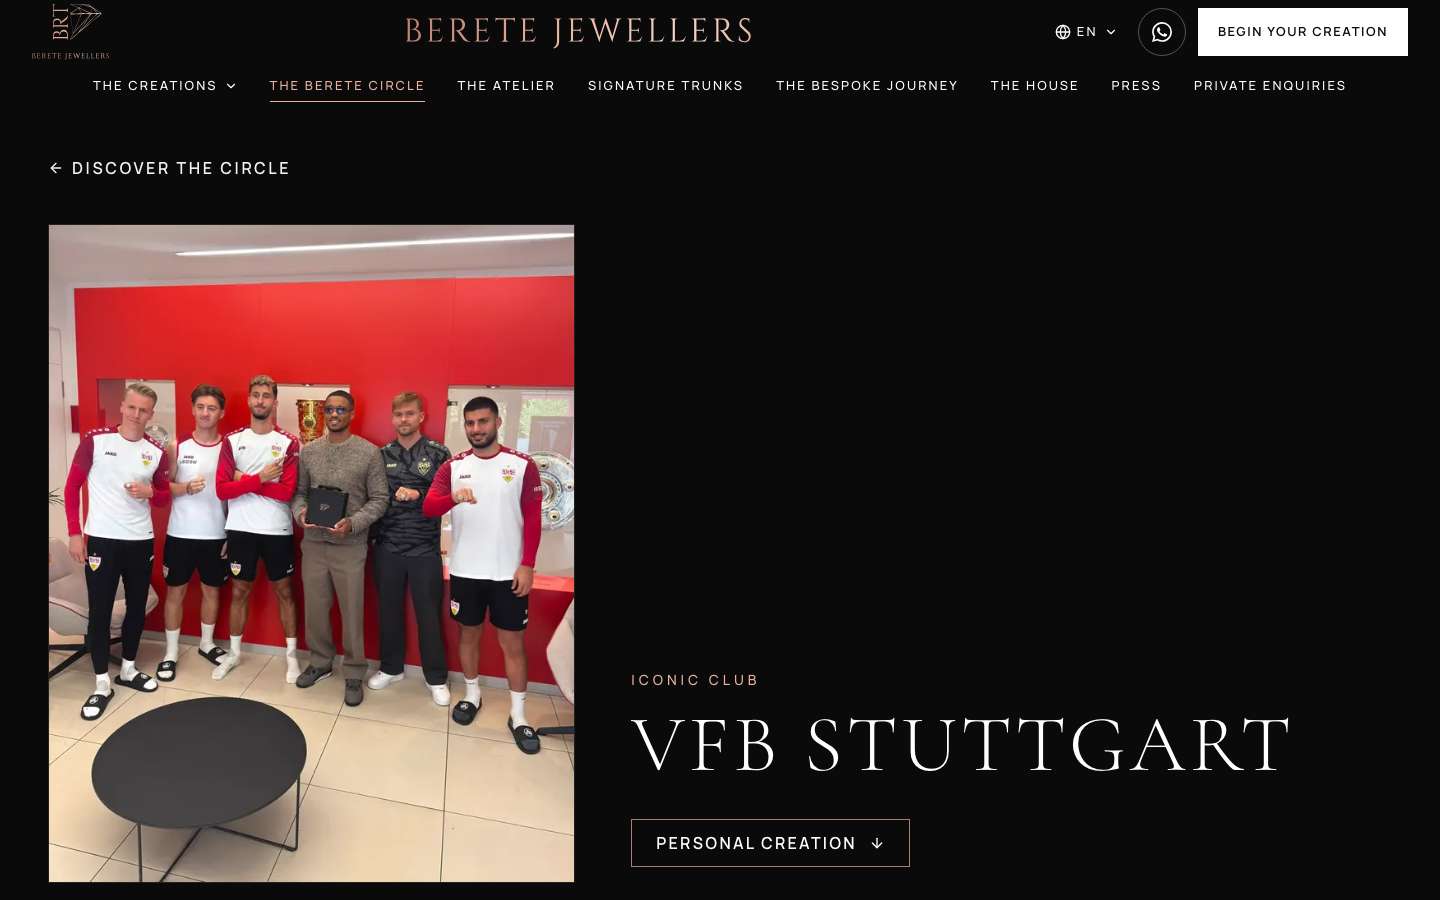 BRT
BERETE JEWELLERS
BERETE JEWELLERS
EN
BEGIN YOUR CREATION
THE CREATIONS
THE BERETE CIRCLE
THE ATELIER
SIGNATURE TRUNKS
THE BESPOKE JOURNEY
THE HOUSE
PRESS
PRIVATE ENQUIRIES
DISCOVER THE CIRCLE
ICONIC CLUB
VFB STUTTGART
PERSONAL CREATION